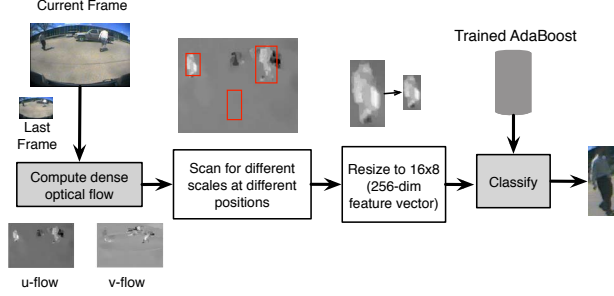 Current Frame
Last
Frame
Compute dense
optical flow
u-flow
v-flow
Scan for different
scales at different
positions
Resize to 16x8
(256-dim
feature vector)
Trained AdaBoost
Classify